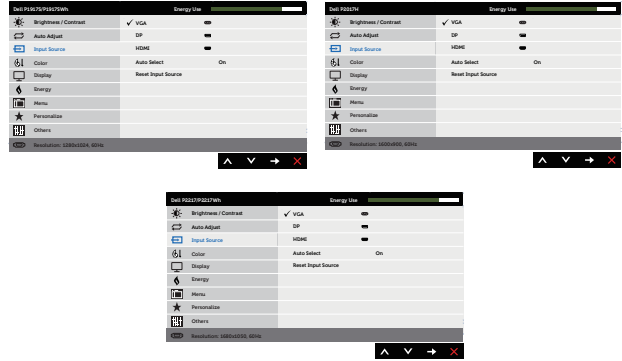 Dell P1917S/P1917SWh Energy Use
Brightness / Contrast ✓ VGA
Auto Adjust DP
Input Source HDMI
Color Auto Select On
Display Reset Input Source
Energy
Menu
Personalize
Others
Resolution: 1280x1024, 60Hz
Dell P2017H Energy Use
Brightness / Contrast ✓ VGA
Auto Adjust DP
Input Source HDMI
Color Auto Select On
Display Reset Input Source
Energy
Menu
Personalize
Others
Resolution: 1600x900, 60Hz
Dell P2217/P2217Wh Energy Use
Brightness / Contrast ✓ VGA
Auto Adjust DP
Input Source HDMI
Color Auto Select On
Display Reset Input Source
Energy
Menu
Personalize
Others
Resolution: 1680x1050, 60Hz